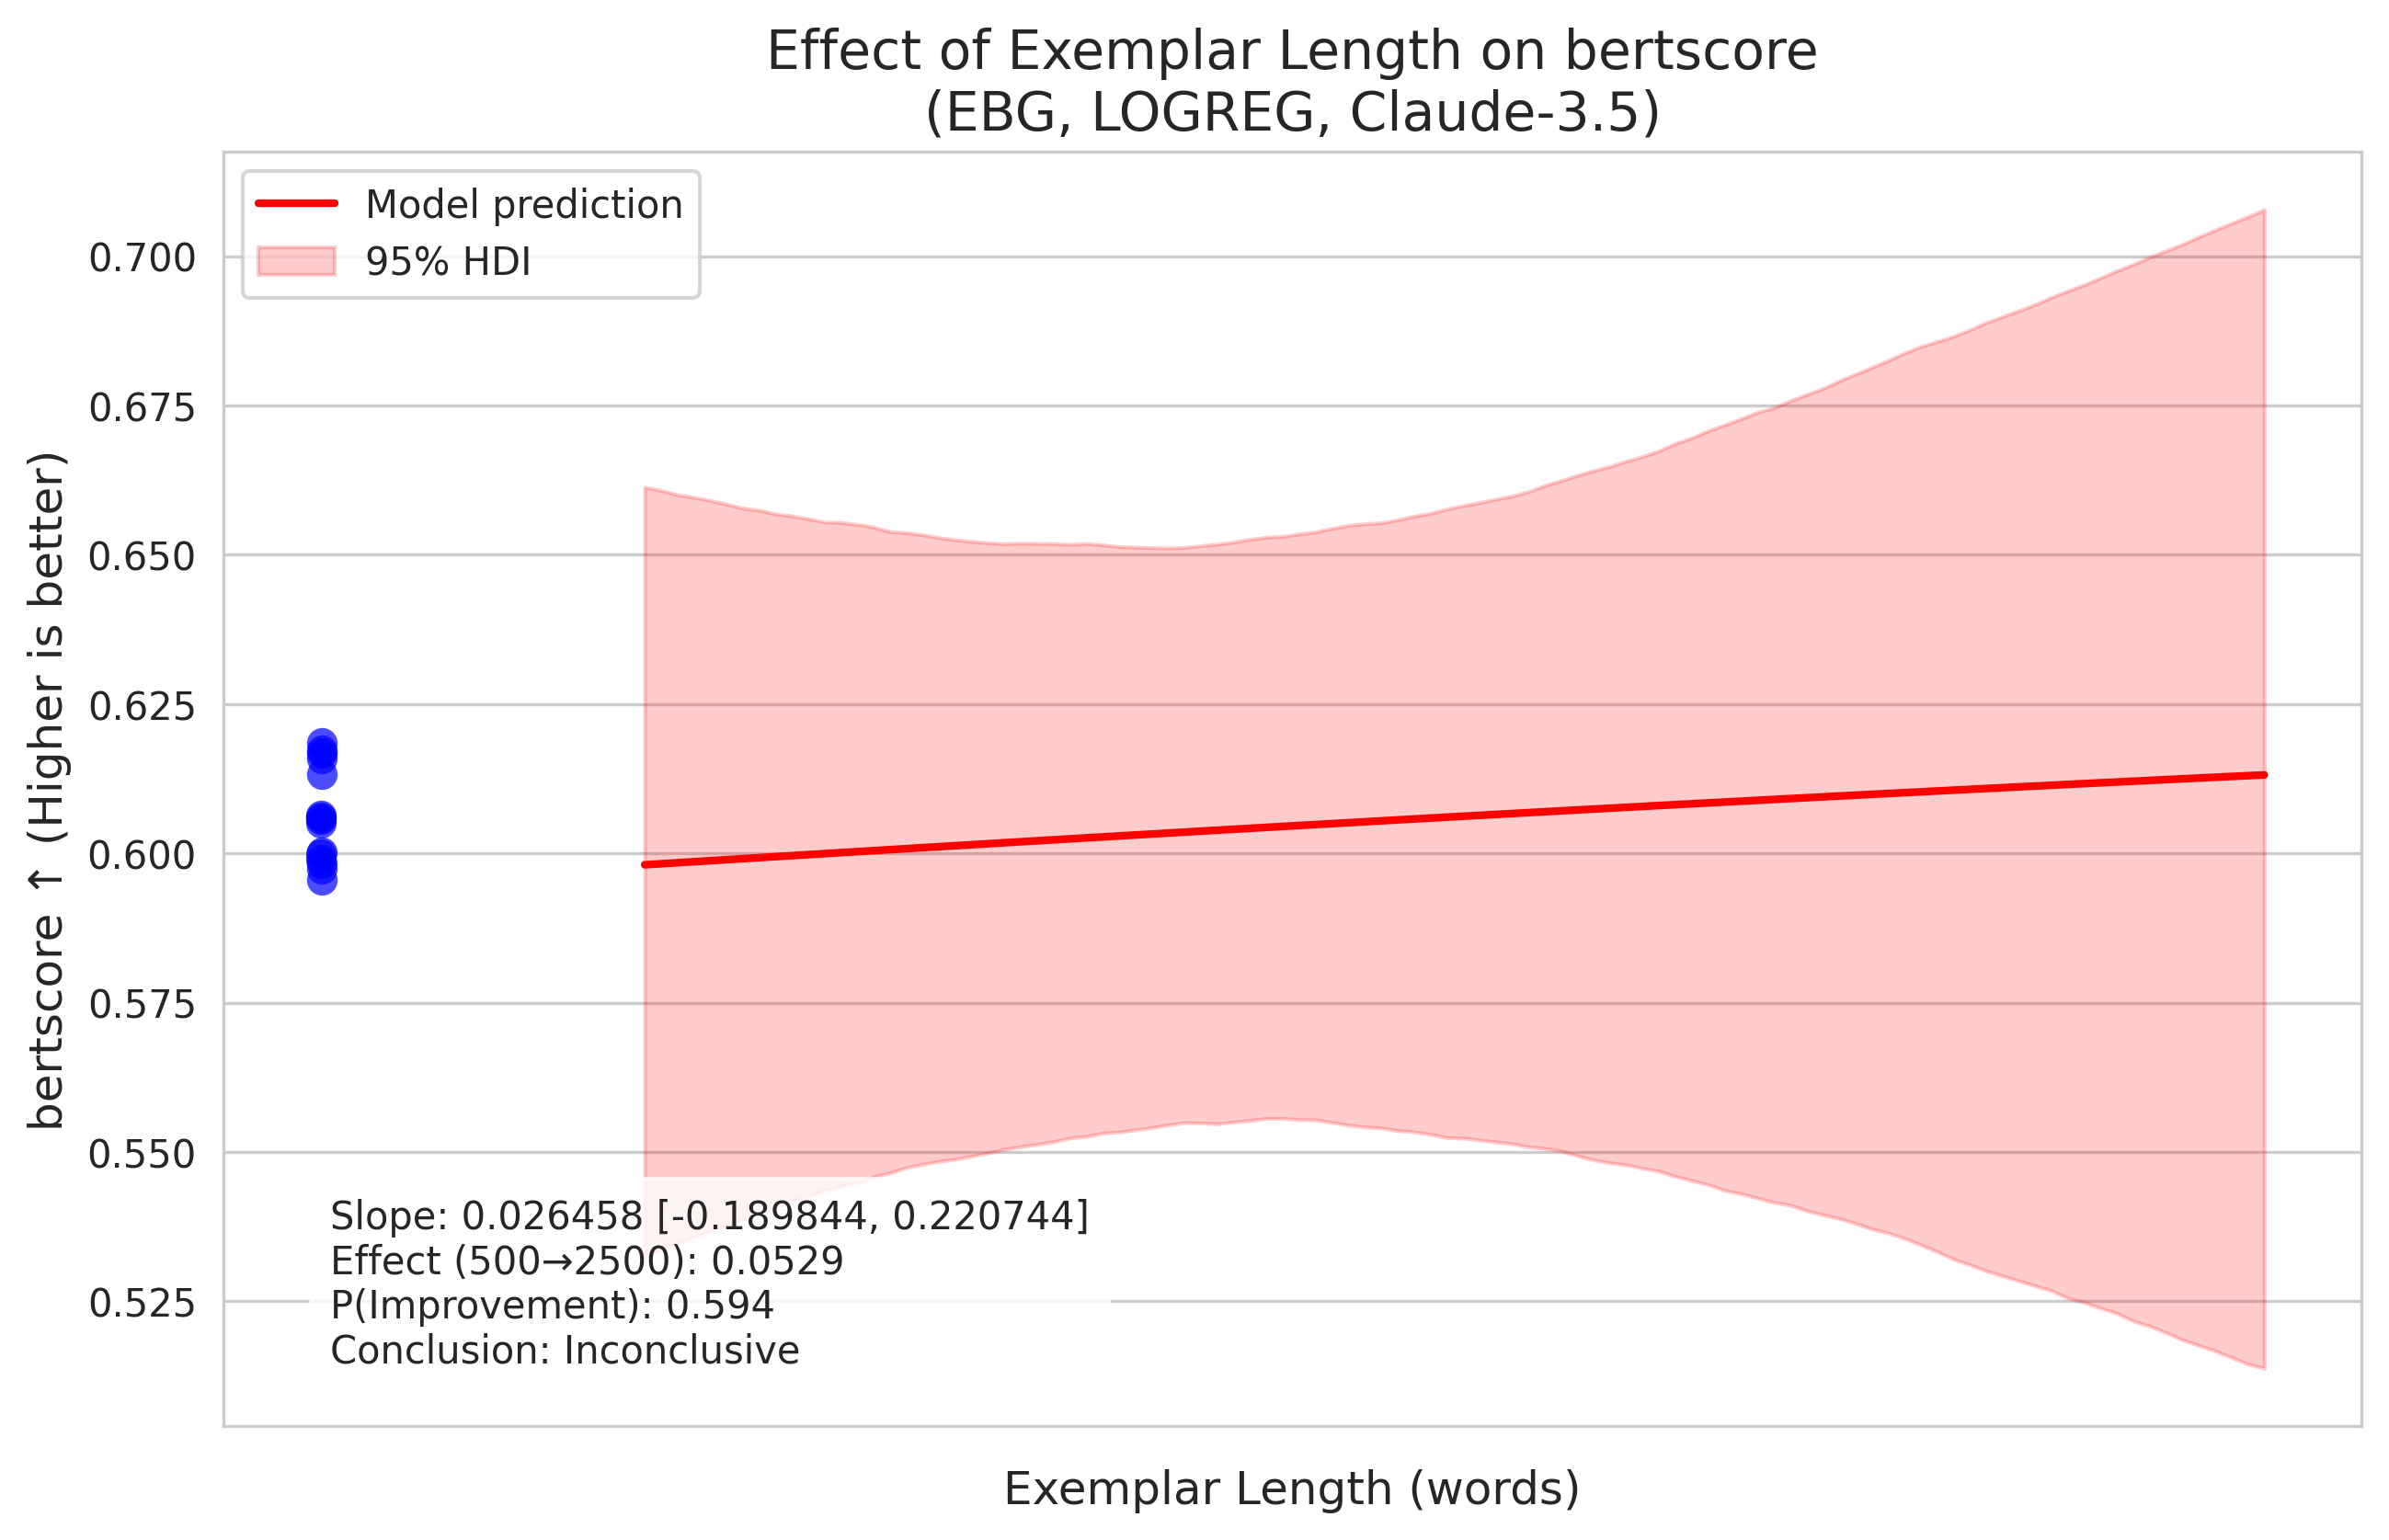 Effect of Exemplar Length on bertscore
(EBG, LOGREG, Claude-3.5)
Model prediction
95% HDI
0.700
0.675
0.650
0.625
0.600
0.575
0.550
0.525
bertscore ↑ (Higher is better)
Slope: 0.026458 [-0.189844, 0.220744]
Effect (500→2500): 0.0529
P(Improvement): 0.594
Conclusion: Inconclusive
Exemplar Length (words)